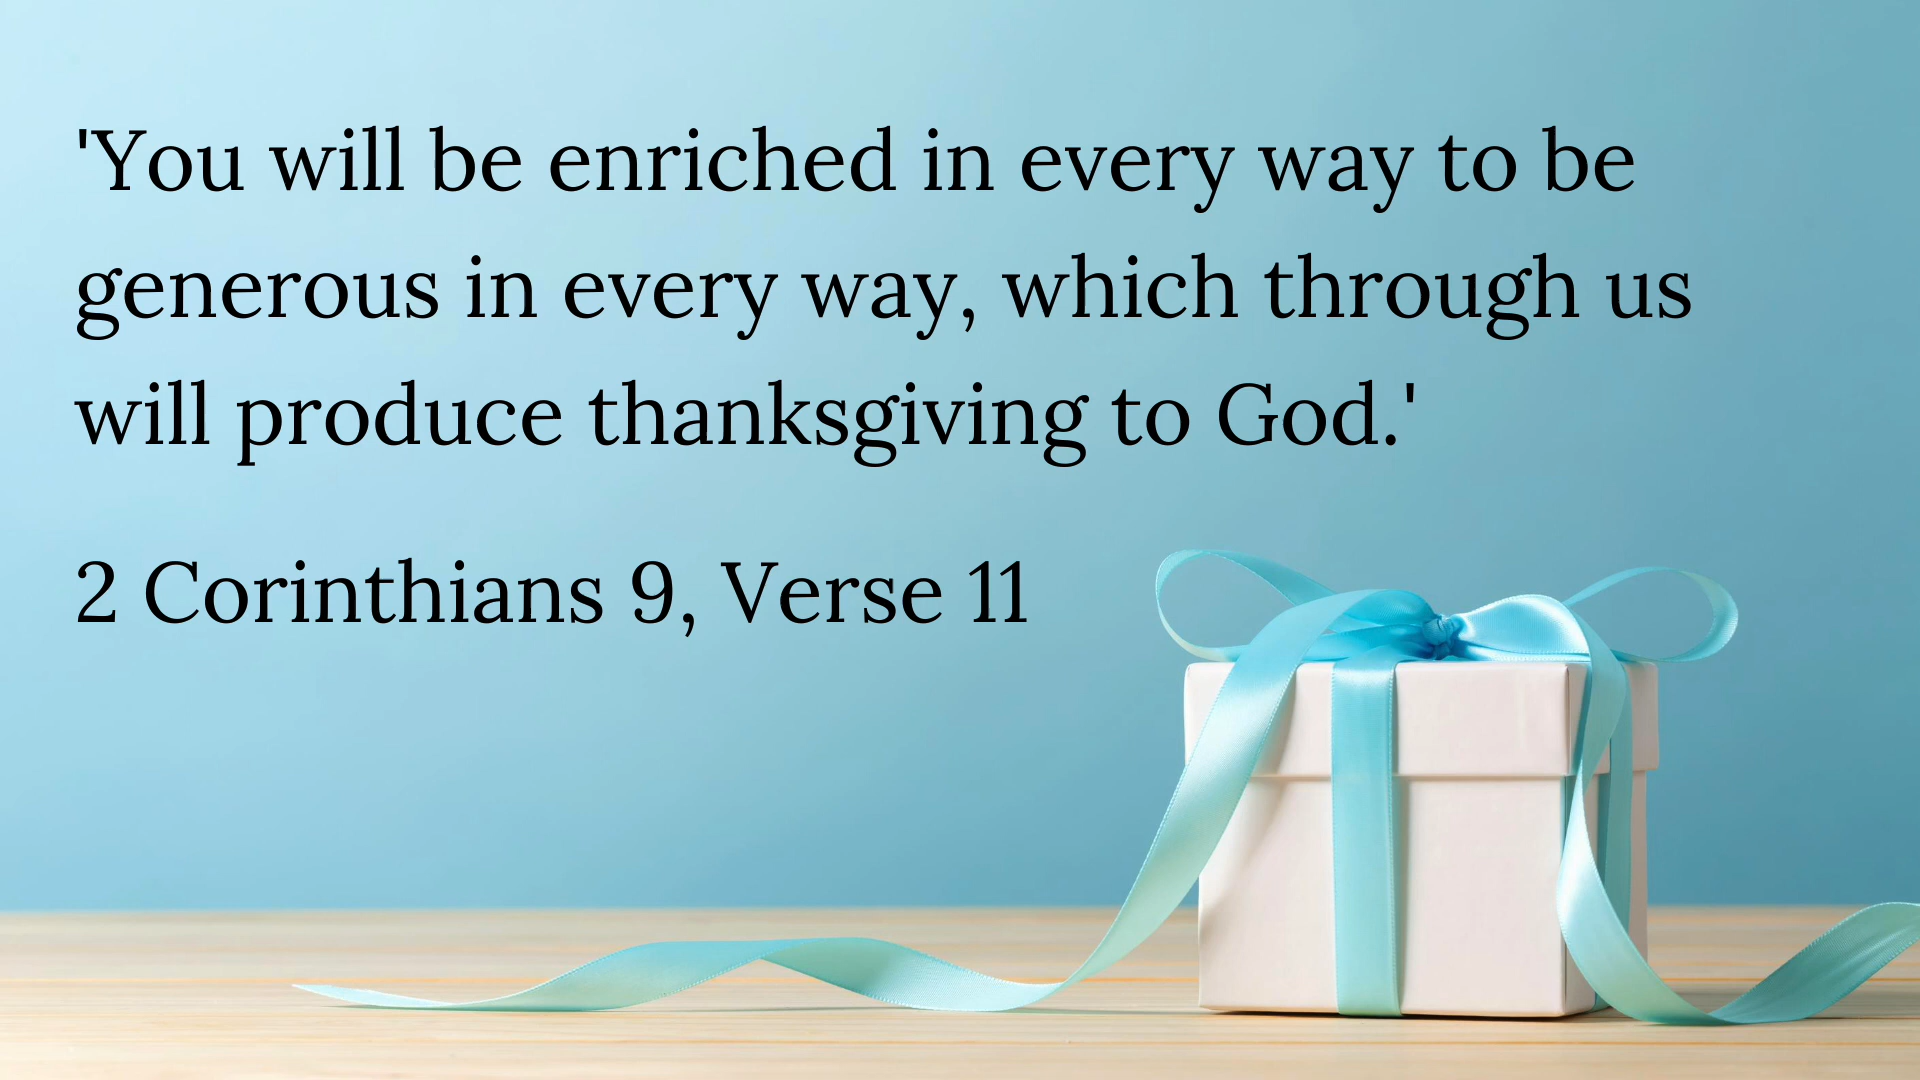 'You will be enriched in every way to be
generous in every way, which through us
will produce thanksgiving to God.'
2 Corinthians 9, Verse 11